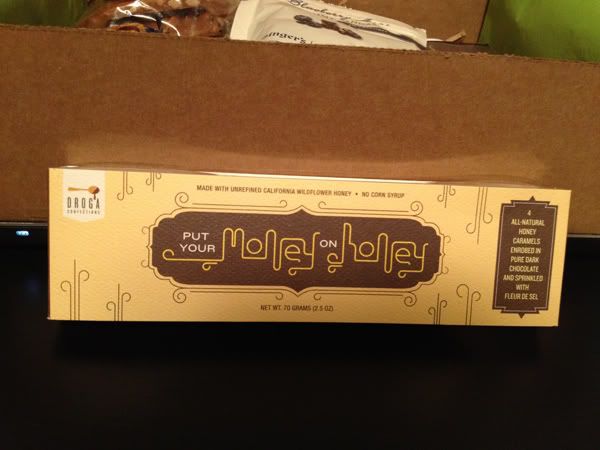 Blueberry
DROGA
CONFECTIONS
MADE WITH UNREFINED CALIFORNIA WILDFLOWER HONEY • NO CORN SYRUP
PUT
YOUR money ON honey
NET WT. 70 GRAMS (2.5 OZ)
4
ALL-NATURAL
HONEY
CARAMELS
ENROBED IN
PURE DARK
CHOCOLATE
AND SPRINKLED
WITH
FLEUR DE SEL